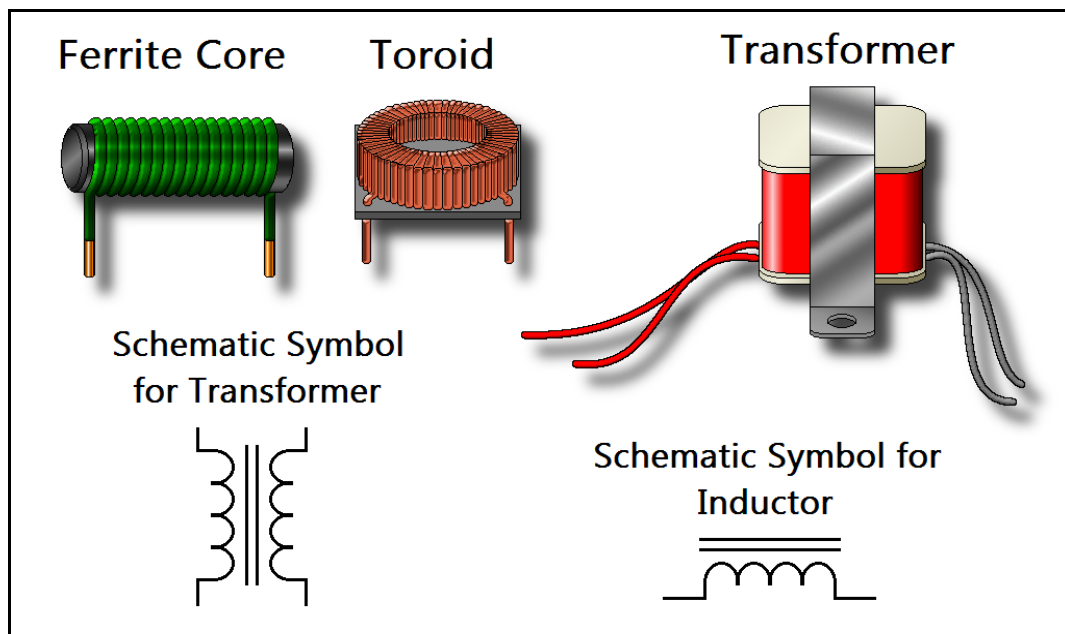 Ferrite Core
Toroid
Transformer
Schematic Symbol
for Transformer
Schematic Symbol for
Inductor